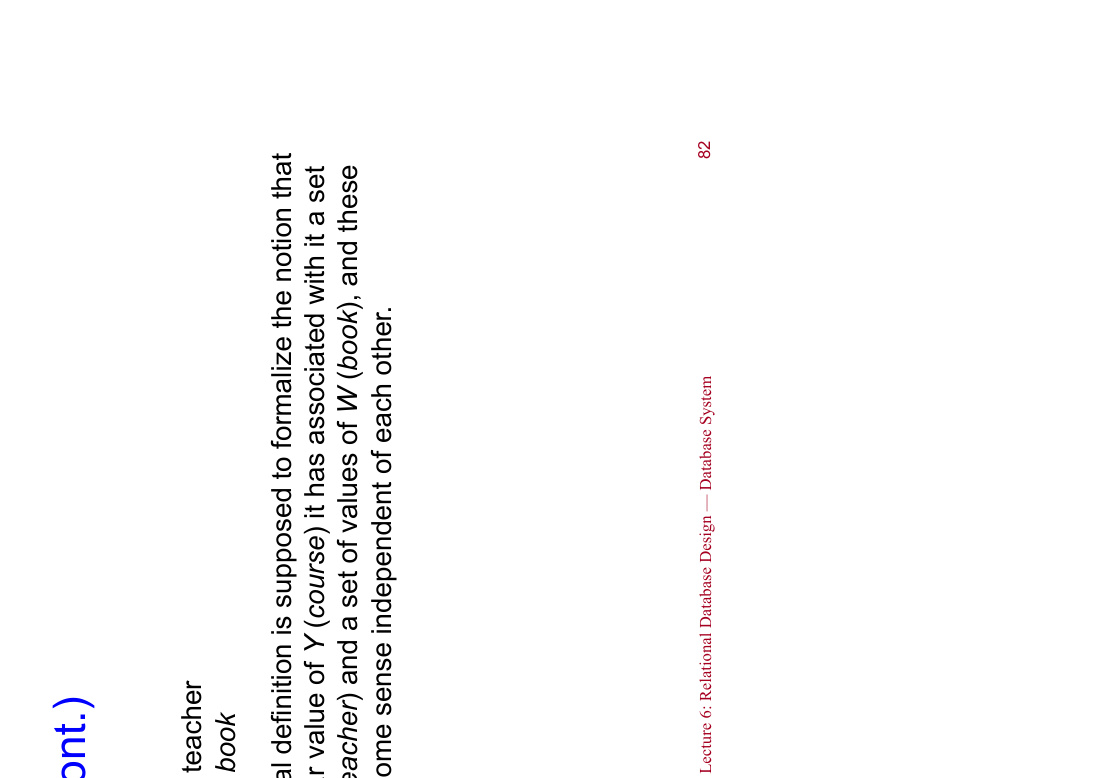 ont.)
teacher
book
al definition is supposed to formalize the notion that
r value of Y (course) it has associated with it a set
eacher) and a set of values of W (book), and these
ome sense independent of each other.
Lecture 6: Relational Database Design — Database System
82